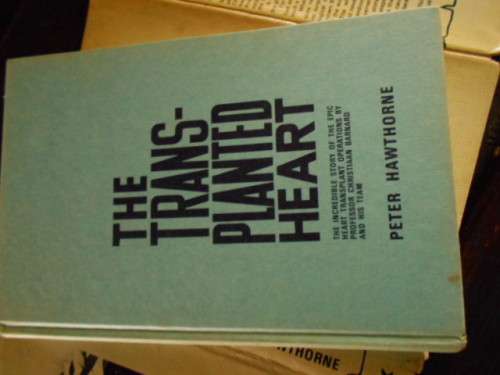 THE
TRANS-
PLANTED
HEART
THE INCREDIBLE STORY OF THE EPIC
HEART TRANSPLANT OPERATIONS BY
PROFESSOR CHRISTIAAN BARNARD
AND HIS TEAM
PETER HAWTHORNE
WTHORNE